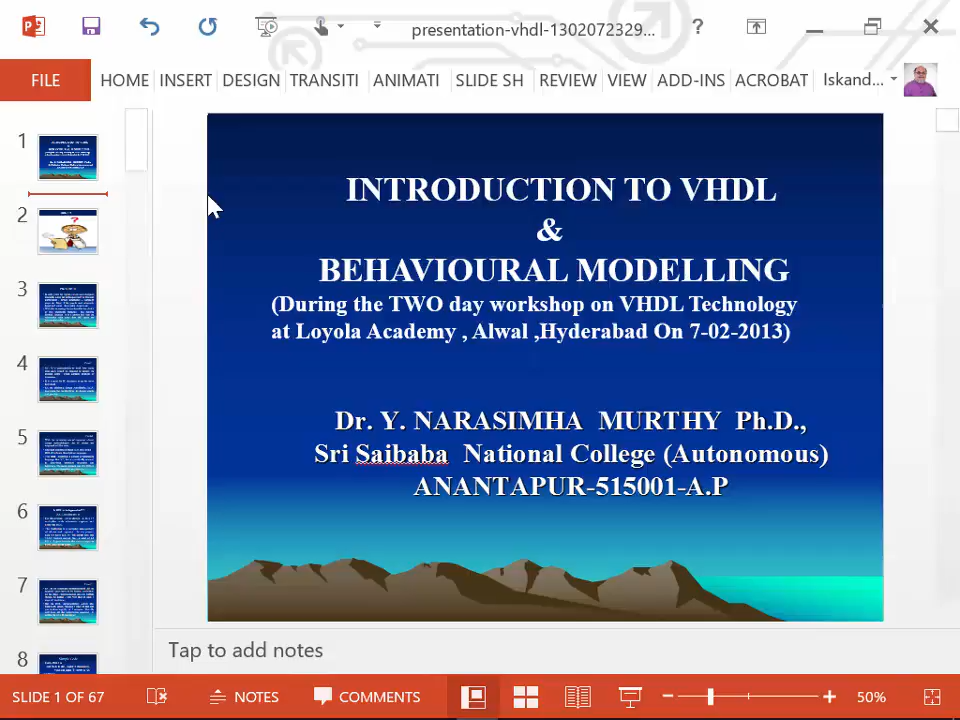 presentation-vhdl-1302072329...
?
FILE HOME INSERT DESIGN TRANSITI ANIMATI SLIDE SH REVIEW VIEW ADD-INS ACROBAT Iskand...
1
2
3
4
5
6
7
8
INTRODUCTION TO VHDL
&
BEHAVIOURAL MODELLING
(During the TWO day workshop on VHDL Technology
at Loyola Academy , Alwal ,Hyderabad On 7-02-2013)
Dr. Y. NARASIMHA MURTHY Ph.D.,
Sri Saibaba National College (Autonomous)
ANANTAPUR-515001-A.P
Tap to add notes
SLIDE 1 OF 67 NOTES COMMENTS 50%